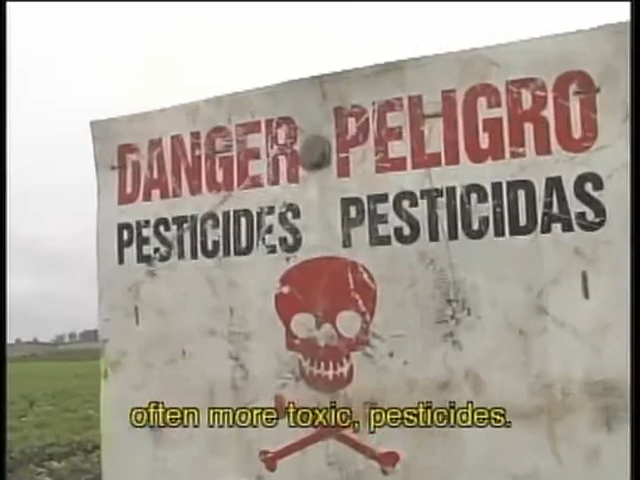 DANGER PELIGRO
PESTICIDES PESTICIDAS
often more toxic, pesticides.